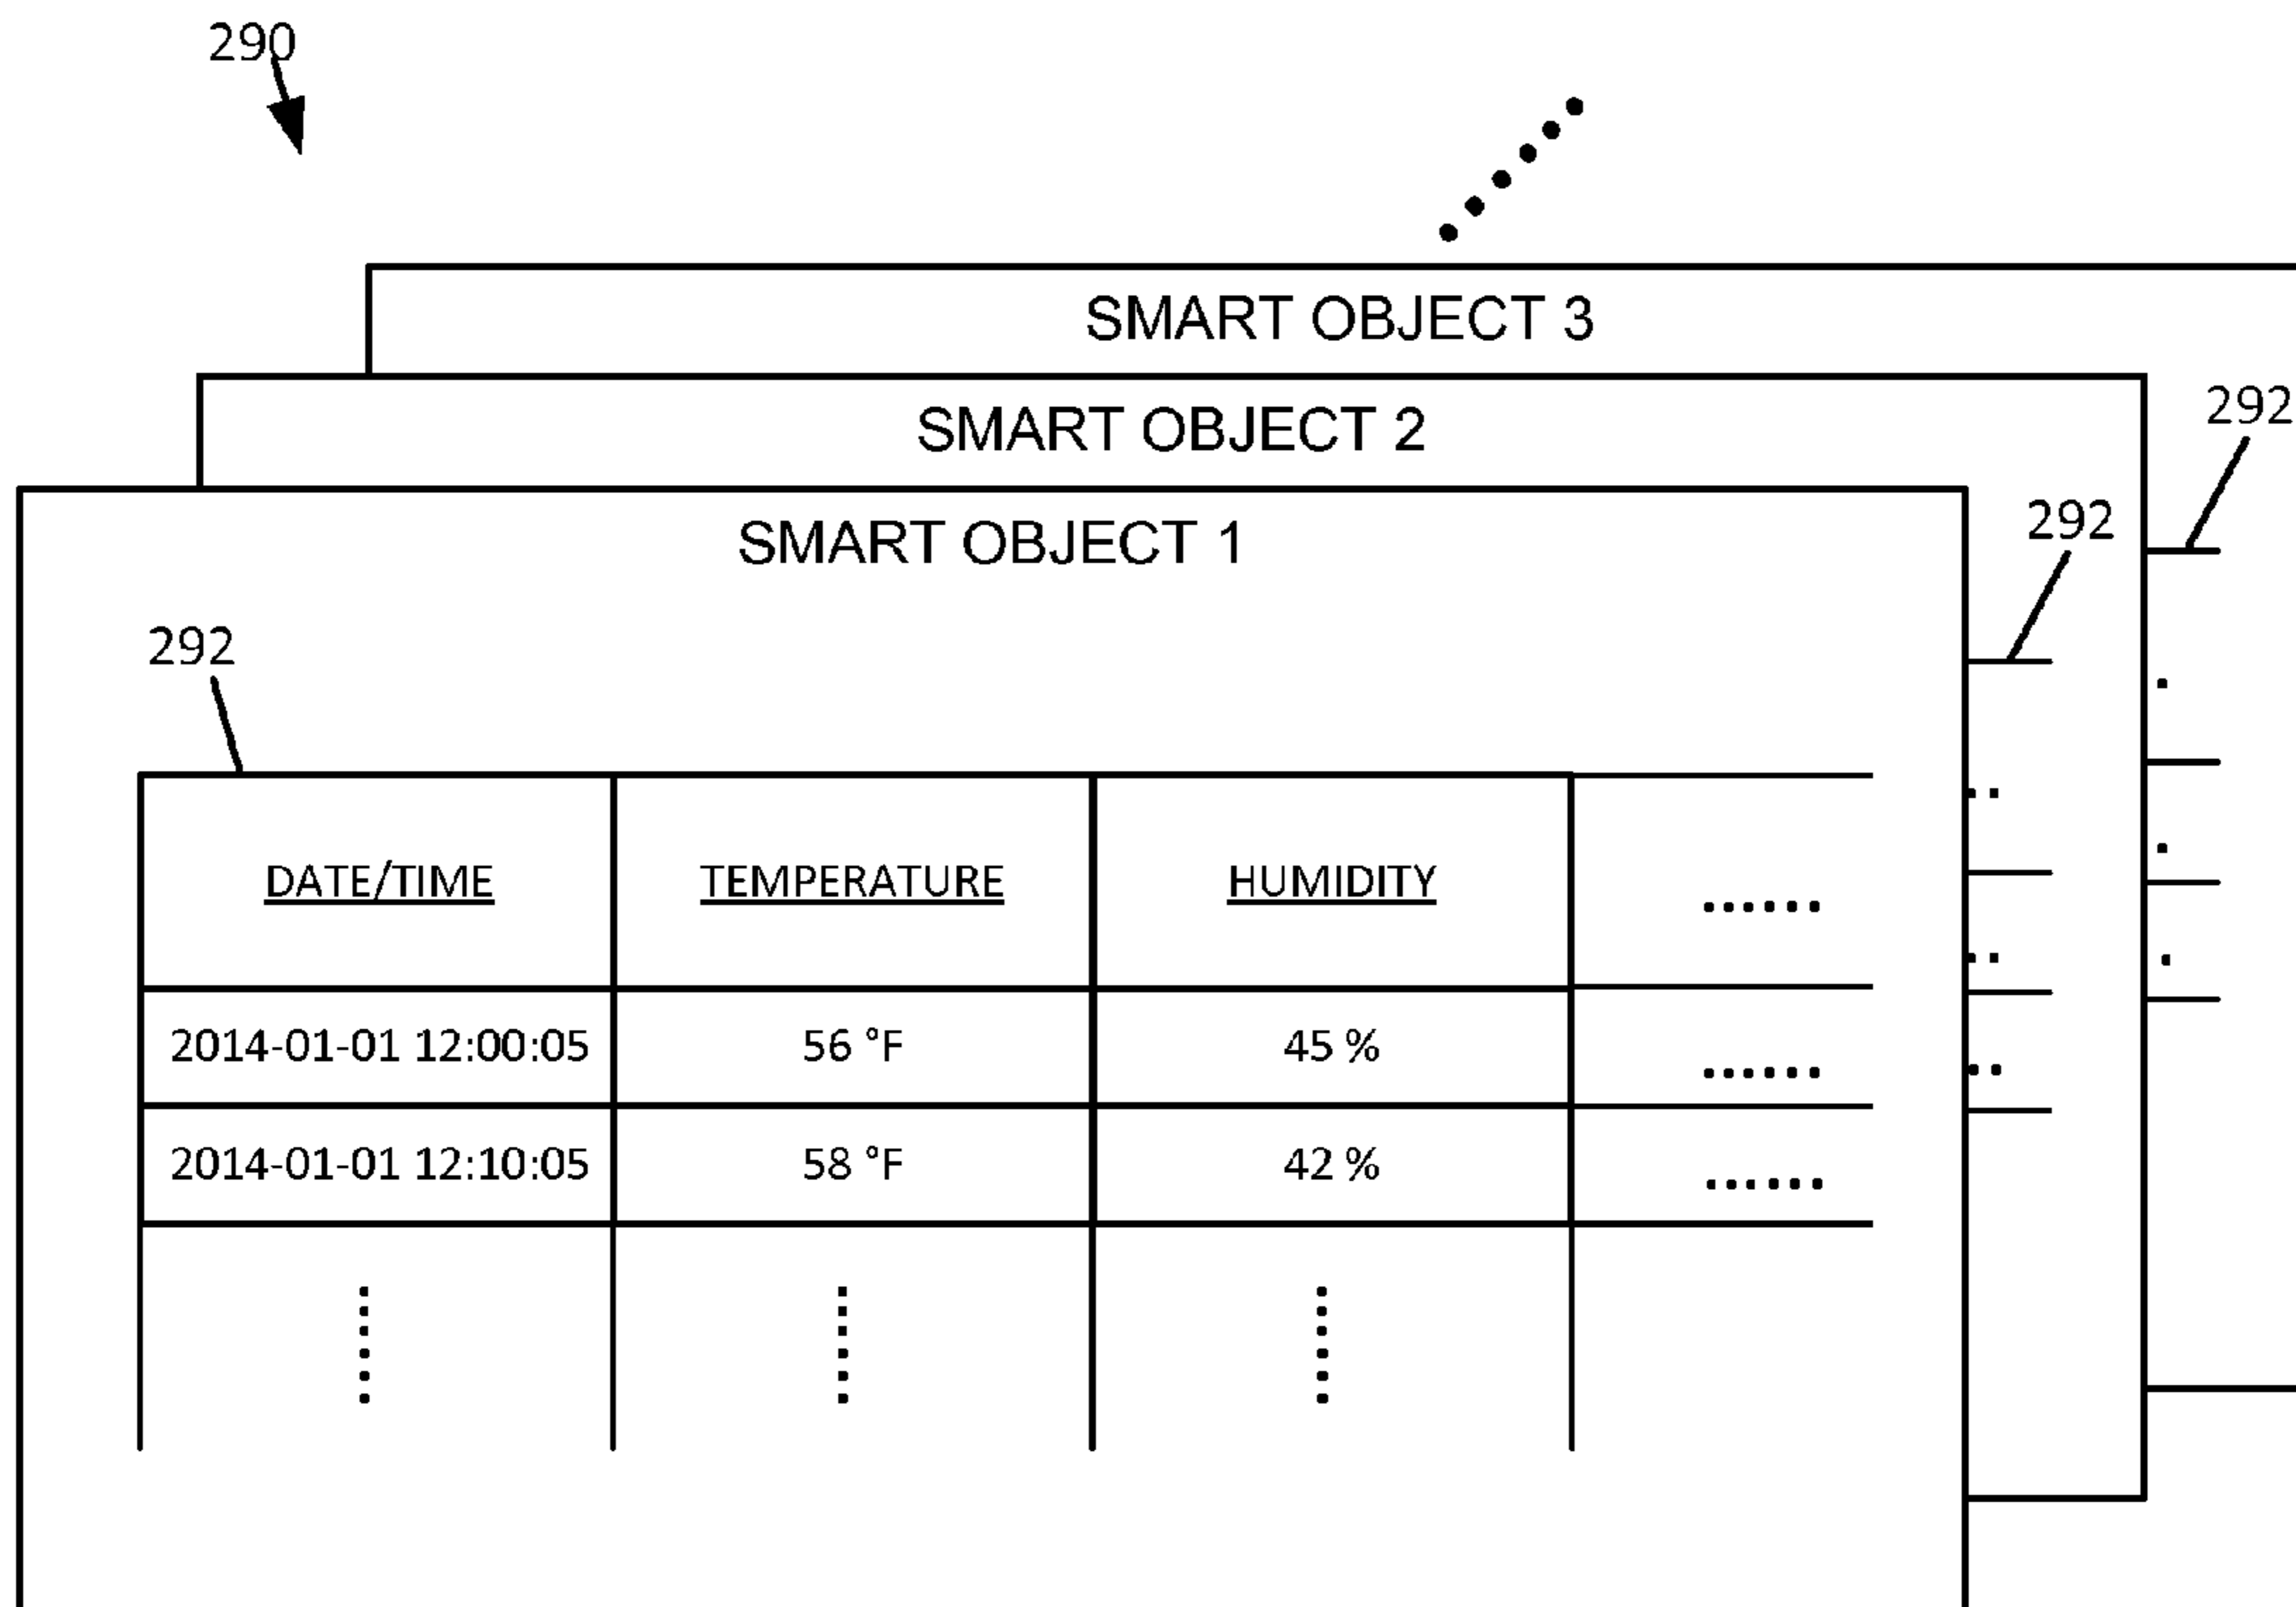 290
SMART OBJECT 3
292
SMART OBJECT 2
292
SMART OBJECT 1
292
DATE/TIME TEMPERATURE HUMIDITY ......
2014-01-01 12:00:05 56 °F 45 % ......
2014-01-01 12:10:05 58 °F 42 % ......